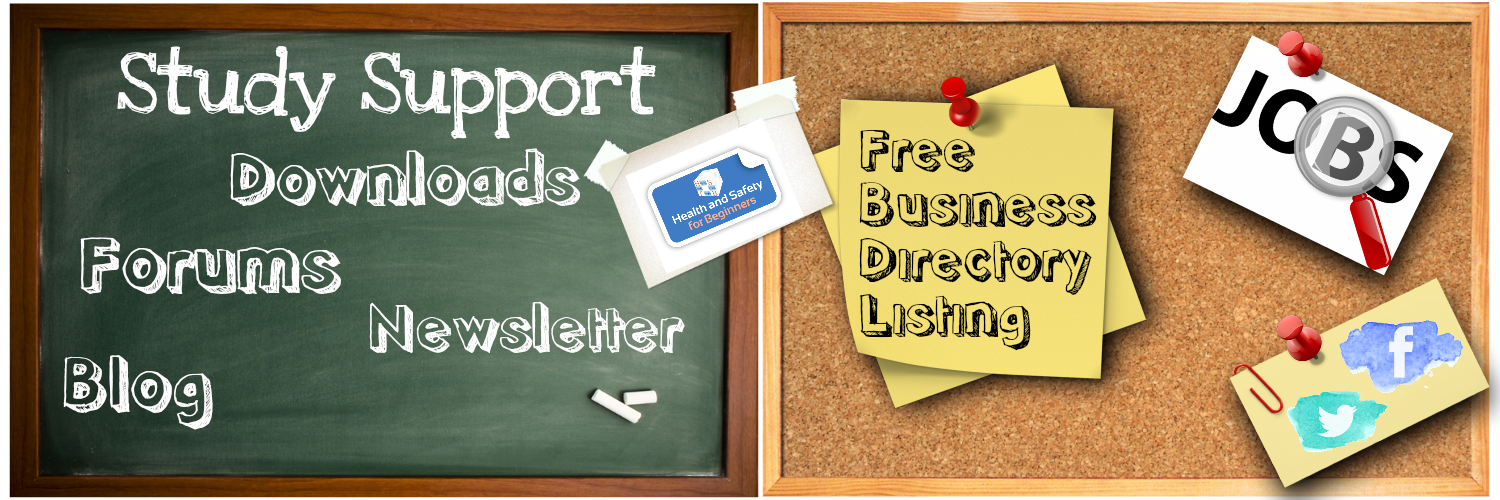 Study Support
Downloads
Forums
Newsletter
Blog
Health and Safety
for Beginners
Free
Business
Directory
Listing
JOBS
f